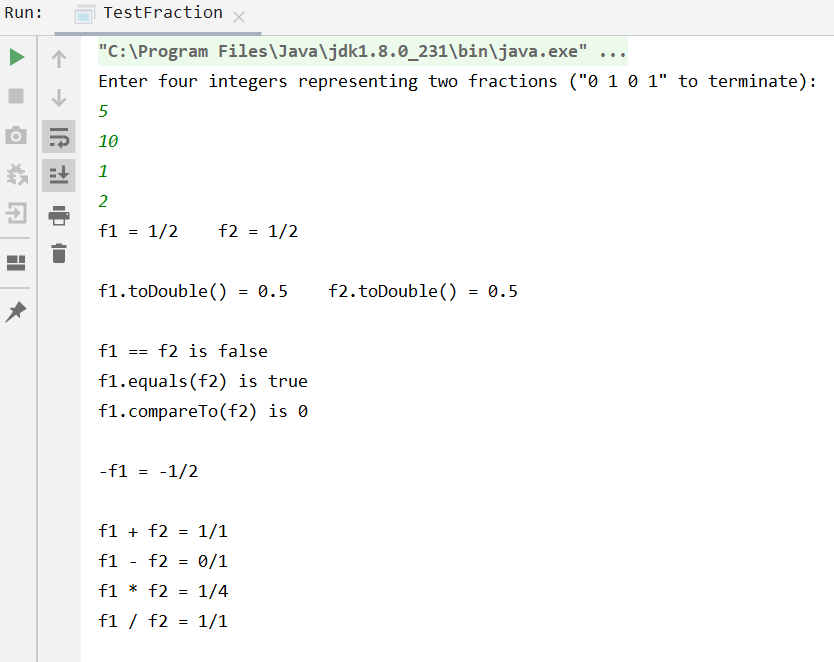 Run: TestFraction
"C:\Program Files\Java\jdk1.8.0_231\bin\java.exe" ...
Enter four integers representing two fractions ("0 1 0 1" to terminate):
5
10
1
2
f1 = 1/2    f2 = 1/2
f1.toDouble() = 0.5    f2.toDouble() = 0.5
f1 == f2 is false
f1.equals(f2) is true
f1.compareTo(f2) is 0
-f1 = -1/2
f1 + f2 = 1/1
f1 - f2 = 0/1
f1 * f2 = 1/4
f1 / f2 = 1/1